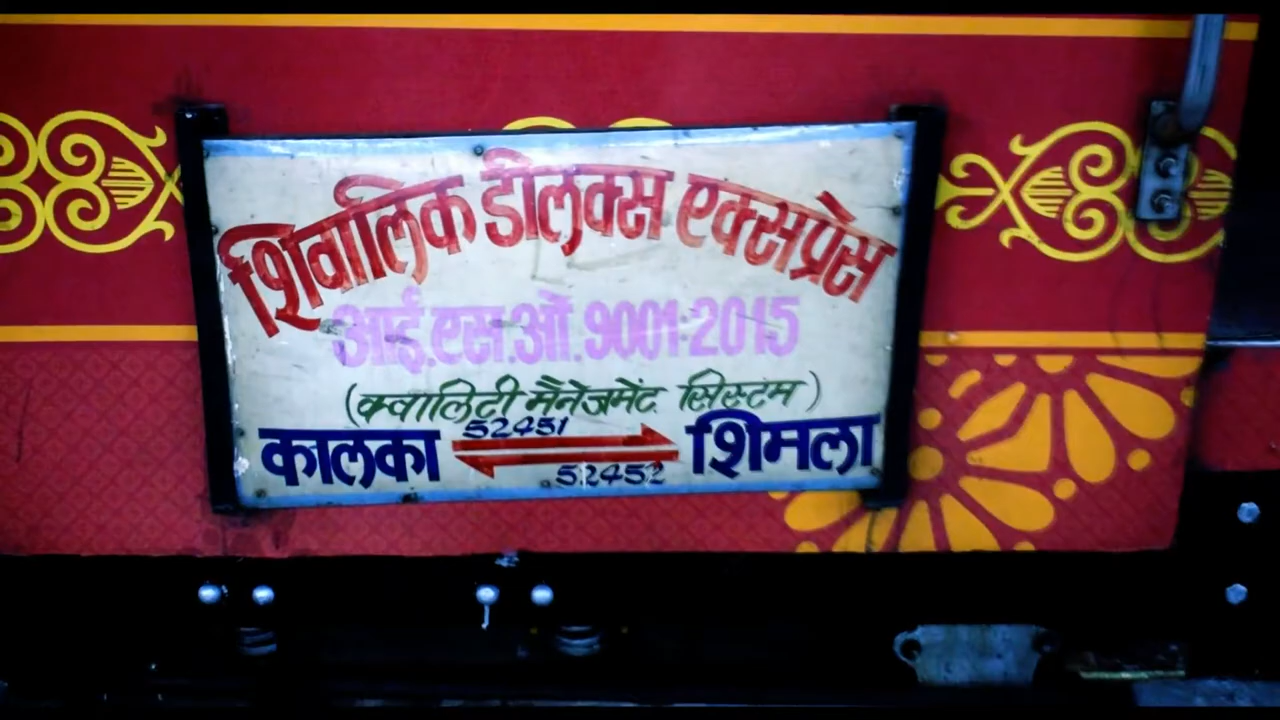 शिवालिक डीलक्स एक्सप्रेस
आई.एस.ओ. 9001:2015
(क्वालिटी मैनेजमेंट सिस्टम)
कालका 52451 शिमला
52452